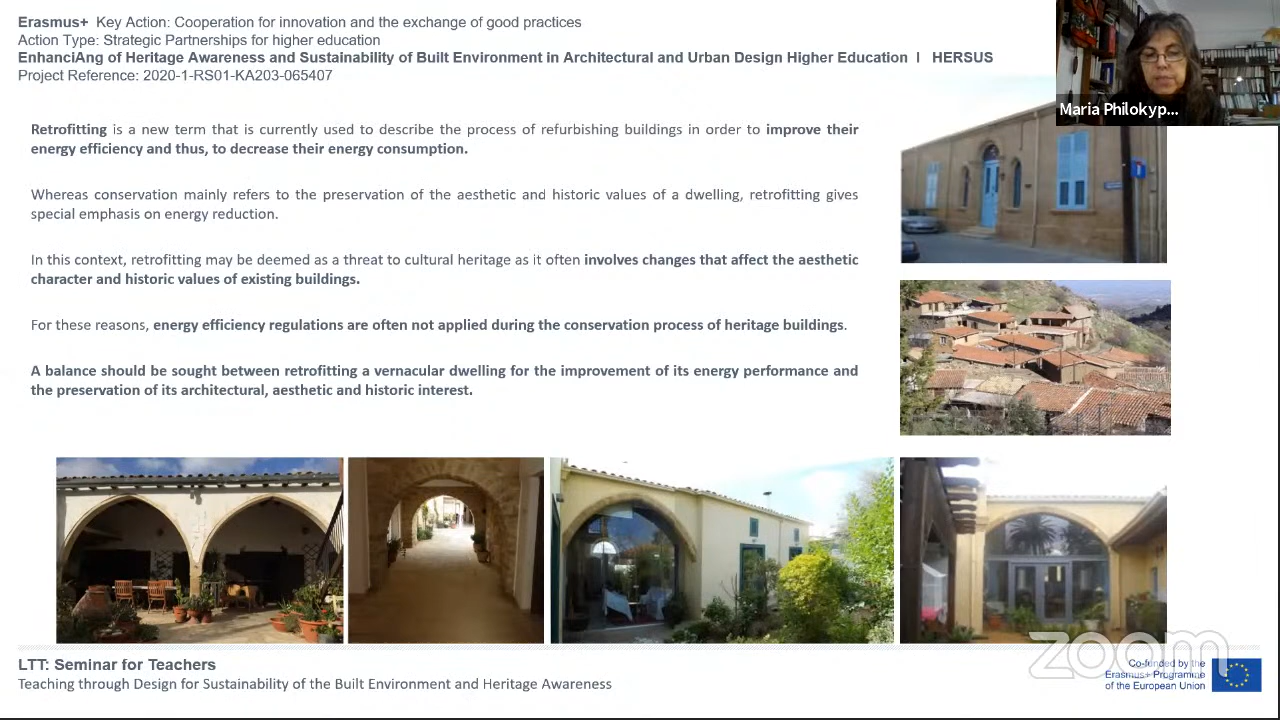 Erasmus+ Key Action: Cooperation for innovation and the exchange of good practices
Action Type: Strategic Partnerships for higher education
EnhanciAng of Heritage Awareness and Sustainability of Built Environment in Architectural and Urban Design Higher Education I HERSUS
Project Reference: 2020-1-RS01-KA203-065407
Maria Philokyp...
Retrofitting is a new term that is currently used to describe the process of refurbishing buildings in order to improve their
energy efficiency and thus, to decrease their energy consumption.
Whereas conservation mainly refers to the preservation of the aesthetic and historic values of a dwelling, retrofitting gives
special emphasis on energy reduction.
In this context, retrofitting may be deemed as a threat to cultural heritage as it often involves changes that affect the aesthetic
character and historic values of existing buildings.
For these reasons, energy efficiency regulations are often not applied during the conservation process of heritage buildings.
A balance should be sought between retrofitting a vernacular dwelling for the improvement of its energy performance and
the preservation of its architectural, aesthetic and historic interest.
LTT: Seminar for Teachers
Teaching through Design for Sustainability of the Built Environment and Heritage Awareness
zoom
Co-funded by the
Erasmus+ Programme
of the European Union